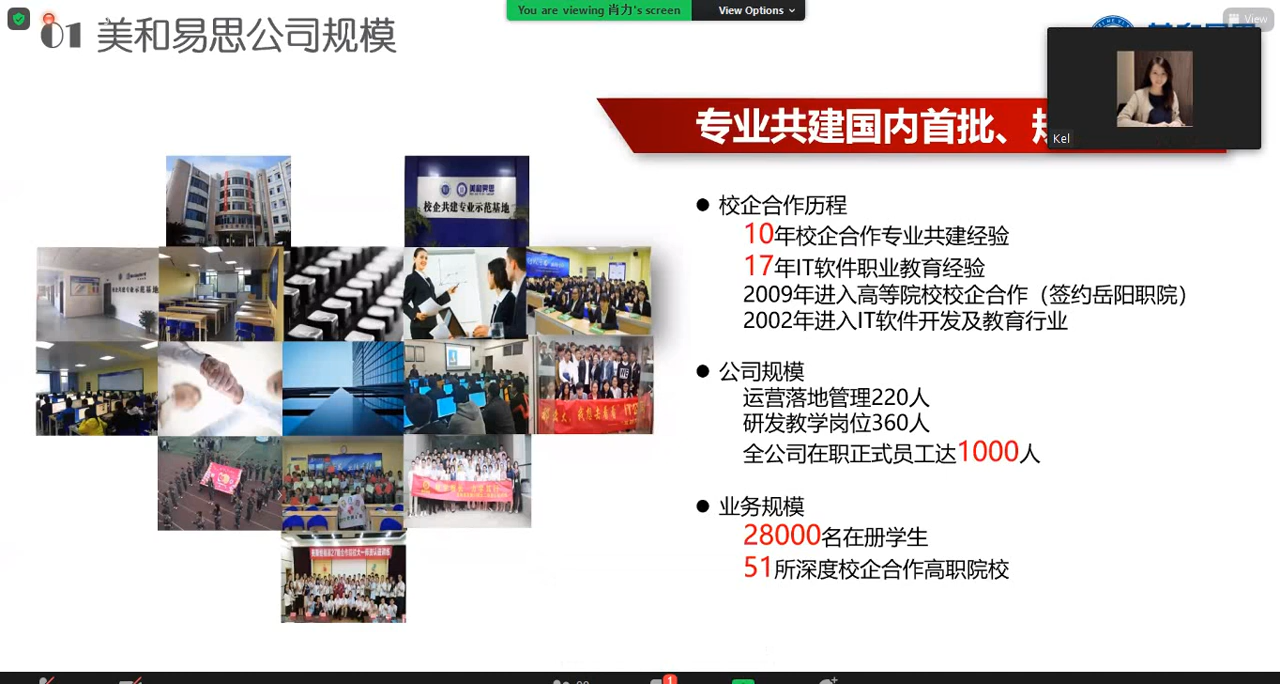 You are viewing 肖力's screen
View Options
View
01 美和易思公司规模
专业共建国内首批、规
Kel
美和易思
校企共建专业示范基地
校企合作历程
10年校企合作专业共建经验
17年IT软件职业教育经验
2009年进入高等院校校企合作（签约岳阳职院）
2002年进入IT软件开发及教育行业
公司规模
运营落地管理220人
研发教学岗位360人
全公司在职正式员工达1000人
业务规模
28000名在册学生
51所深度校企合作高职院校
1